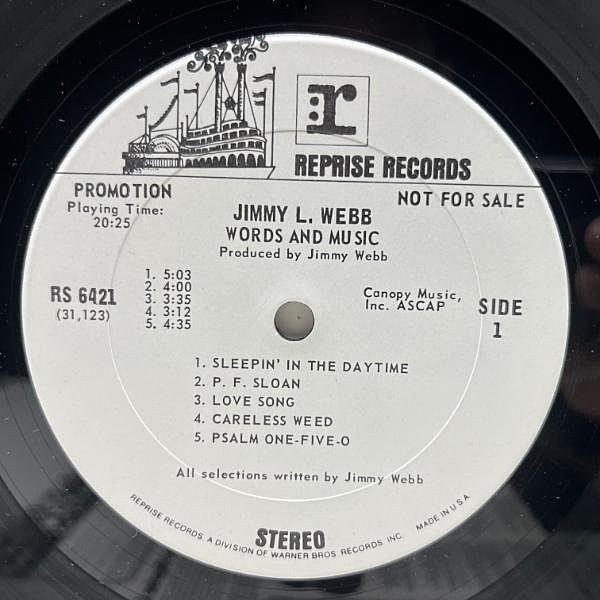 :r
REPRISE RECORDS
PROMOTION
NOT FOR SALE
Playing Time:
20:25
JIMMY L. WEBB
WORDS AND MUSIC
Produced by Jimmy Webb
RS 6421
(31,123)
1. 5:03
2. 4:00
3. 3:35
4. 3:12
5. 4:35
Canopy Music,
Inc. ASCAP
SIDE
1
1. SLEEPIN' IN THE DAYTIME
2. P. F. SLOAN
3. LOVE SONG
4. CARELESS WEED
5. PSALM ONE-FIVE-O
All selections written by Jimmy Webb
STEREO
REPRISE RECORDS, A DIVISION OF WARNER BROS. RECORDS, INC. MADE IN U.S.A.